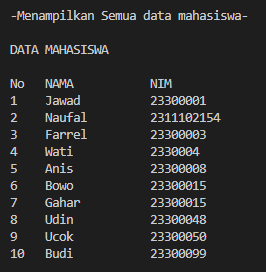 -Menampilkan Semua data mahasiswa-
DATA MAHASISWA
No NAMA NIM
1 Jawad 23300001
2 Naufal 2311102154
3 Farrel 23300003
4 Wati 2330004
5 Anis 23300008
6 Bowo 23300015
7 Gahar 23300015
8 Udin 23300048
9 Ucok 23300050
10 Budi 23300099